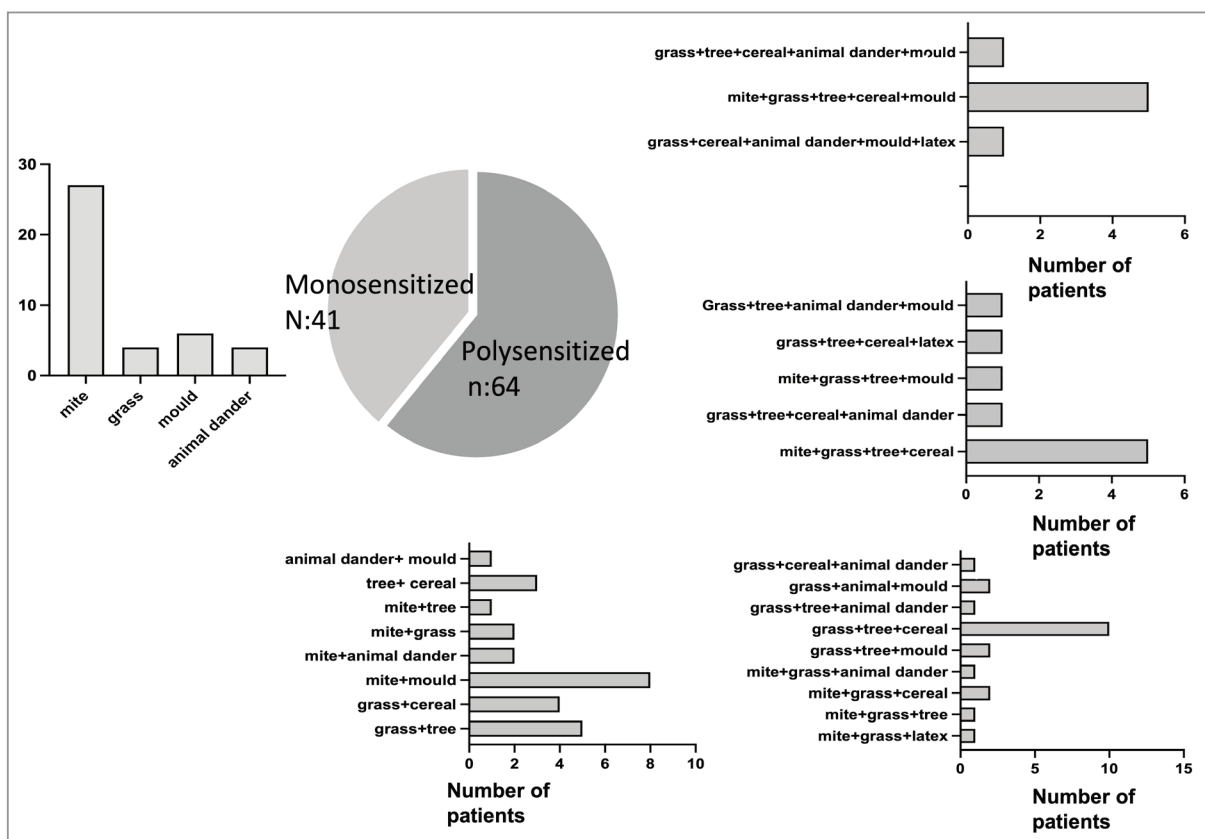 grass+tree+cereal+animal dander+mould
mite+grass+tree+cereal+mould
grass+cereal+animal dander+mould+latex
0 2 4 6
Number of
patients
30
20
10
0
mite grass mould animal dander
Monosensitized
N:41
Polysensitized
n:64
Grass+tree+animal dander+mould
grass+tree+cereal+latex
mite+grass+tree+mould
grass+tree+cereal+animal dander
mite+grass+tree+cereal
0 2 4 6
Number of
patients
animal dander+ mould
tree+ cereal
mite+tree
mite+grass
mite+animal dander
mite+mould
grass+cereal
grass+tree
0 2 4 6 8 10
Number of
patients
grass+cereal+animal dander
grass+animal+mould
grass+tree+animal dander
grass+tree+cereal
grass+tree+mould
mite+grass+animal dander
mite+grass+cereal
mite+grass+tree
mite+grass+latex
0 5 10 15
Number of
patients